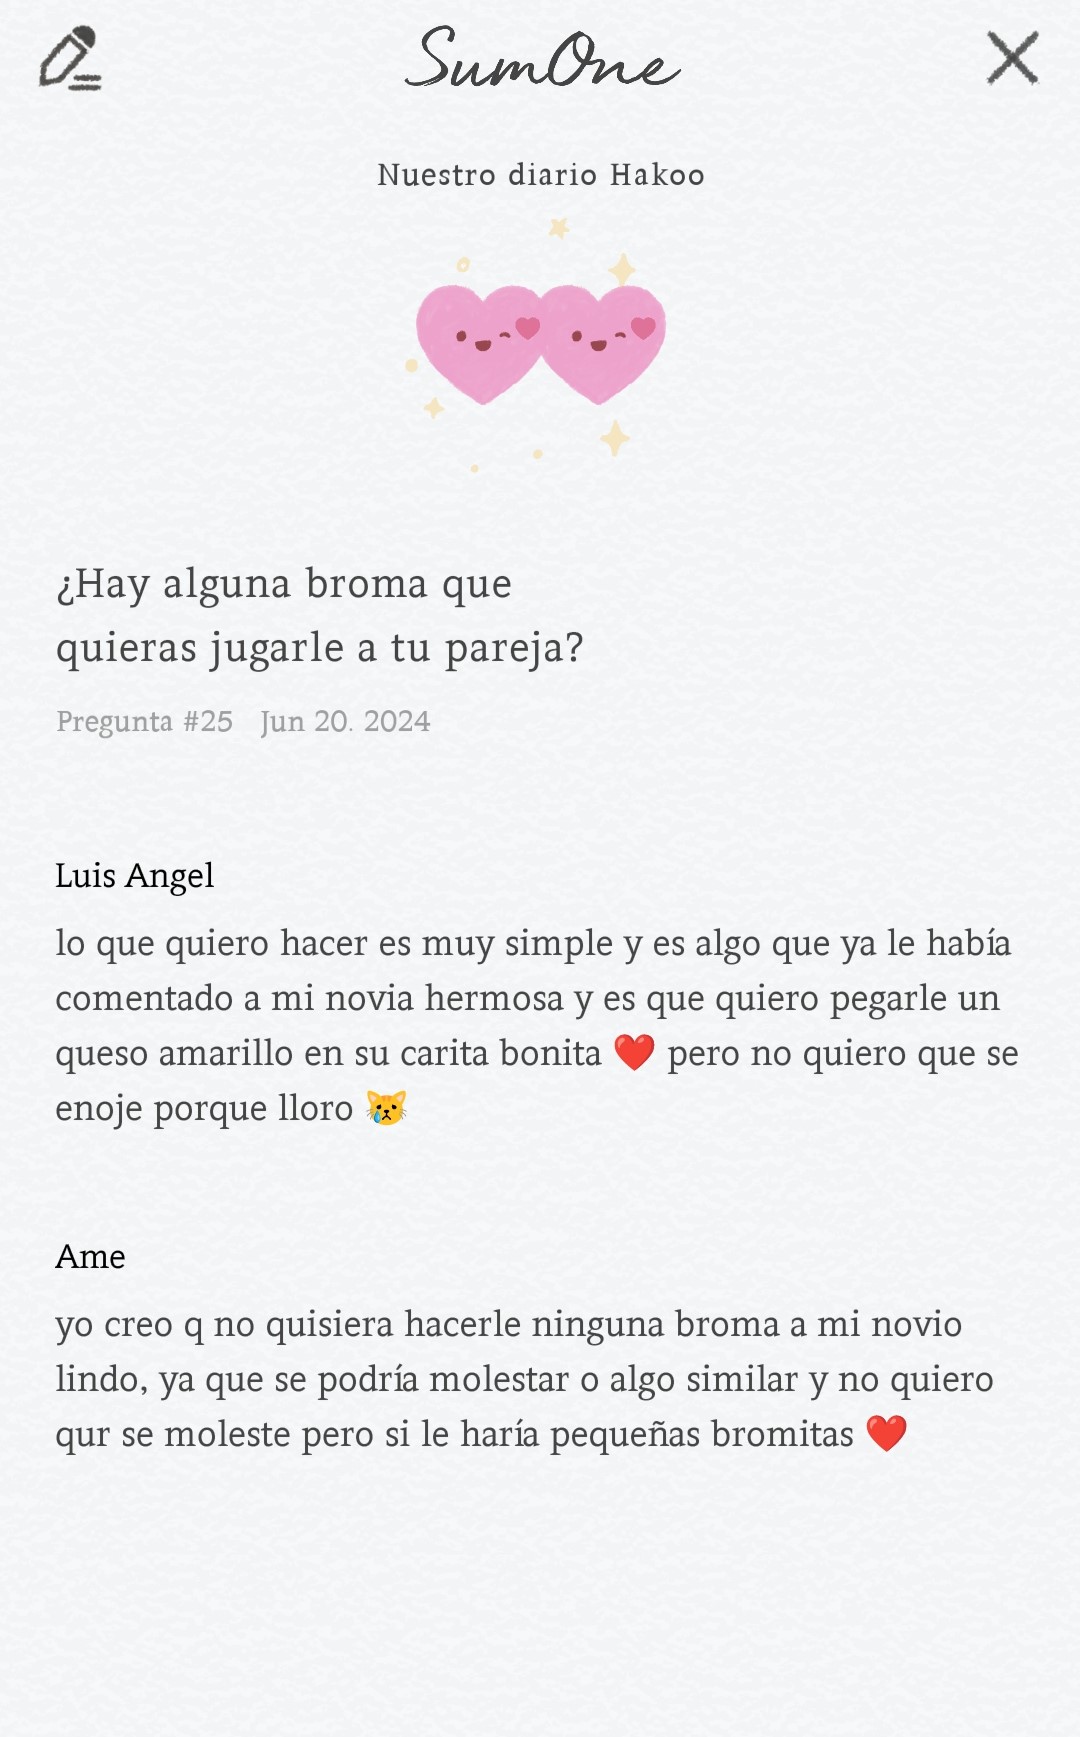 SumOne
Nuestro diario Hakoo
¿Hay alguna broma que
quieras jugarle a tu pareja?
Pregunta #25 Jun 20. 2024
Luis Angel
lo que quiero hacer es muy simple y es algo que ya le había
comentado a mi novia hermosa y es que quiero pegarle un
queso amarillo en su carita bonita ❤️ pero no quiero que se
enoje porque lloro 😿
Ame
yo creo q no quisiera hacerle ninguna broma a mi novio
lindo, ya que se podría molestar o algo similar y no quiero
qur se moleste pero si le haría pequeñas bromitas ❤️